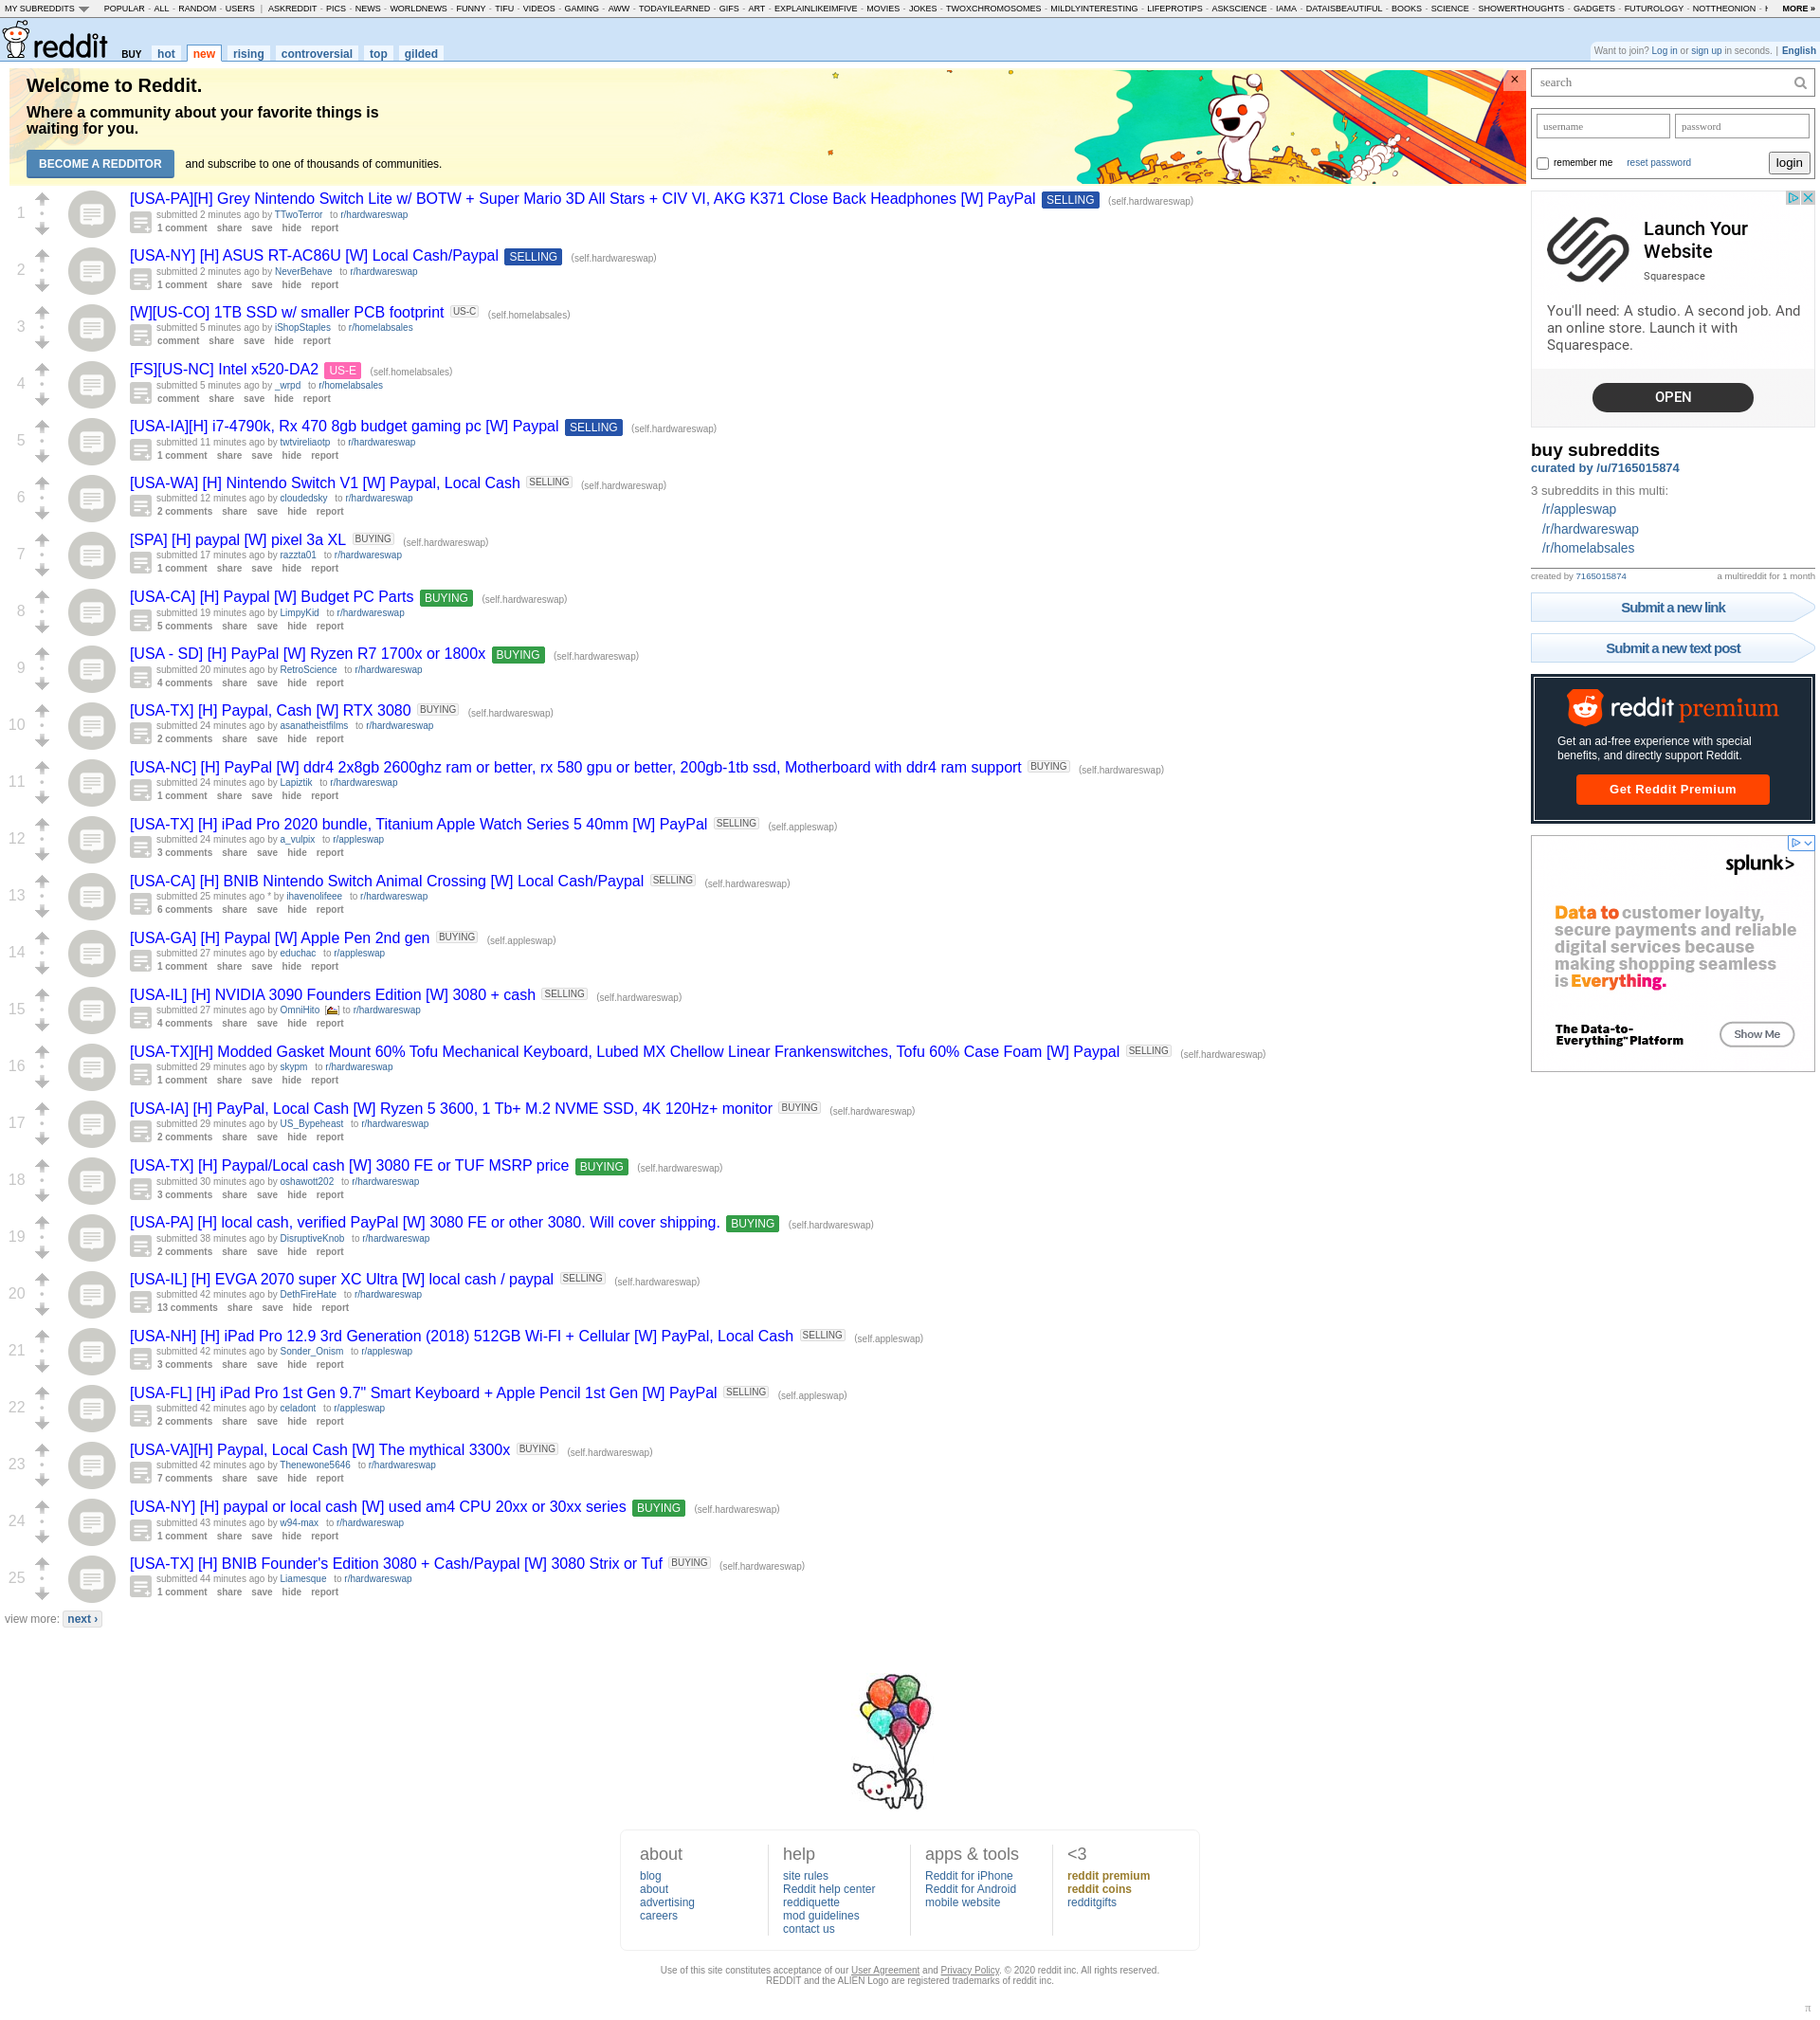 MY SUBREDDITS POPULAR - ALL - RANDOM - USERS | ASKREDDIT - PICS - NEWS - WORLDNEWS - FUNNY - TIFU - VIDEOS - GAMING - AWW - TODAYILEARNED - GIFS - ART - EXPLAINLIKEIMFIVE - MOVIES - JOKES - TWOXCHROMOSOMES - MILDLYINTERESTING - LIFEPROTIPS - ASKSCIENCE - IAMA - DATAISBEAUTIFUL - BOOKS - SCIENCE - SHOWERTHOUGHTS - GADGETS - FUTUROLOGY - NOTTHEONION - MORE »
reddit BUY hot new rising controversial top gilded
Want to join? Log in or sign up in seconds. | English
Welcome to Reddit.
Where a community about your favorite things is
waiting for you.
BECOME A REDDITOR and subscribe to one of thousands of communities.
×
1
[USA-PA][H] Grey Nintendo Switch Lite w/ BOTW + Super Mario 3D All Stars + CIV VI, AKG K371 Close Back Headphones [W] PayPal SELLING (self.hardwareswap)
submitted 2 minutes ago by TTwoTerror to r/hardwareswap
1 comment share save hide report
2
[USA-NY] [H] ASUS RT-AC86U [W] Local Cash/Paypal SELLING (self.hardwareswap)
submitted 2 minutes ago by NeverBehave to r/hardwareswap
1 comment share save hide report
3
[W][US-CO] 1TB SSD w/ smaller PCB footprint US-C (self.homelabsales)
submitted 5 minutes ago by iShopStaples to r/homelabsales
comment share save hide report
4
[FS][US-NC] Intel x520-DA2 US-E (self.homelabsales)
submitted 5 minutes ago by _wrpd to r/homelabsales
comment share save hide report
5
[USA-IA][H] i7-4790k, Rx 470 8gb budget gaming pc [W] Paypal SELLING (self.hardwareswap)
submitted 11 minutes ago by twtvireliaotp to r/hardwareswap
1 comment share save hide report
6
[USA-WA] [H] Nintendo Switch V1 [W] Paypal, Local Cash SELLING (self.hardwareswap)
submitted 12 minutes ago by cloudedsky to r/hardwareswap
2 comments share save hide report
7
[SPA] [H] paypal [W] pixel 3a XL BUYING (self.hardwareswap)
submitted 17 minutes ago by razzta01 to r/hardwareswap
1 comment share save hide report
8
[USA-CA] [H] Paypal [W] Budget PC Parts BUYING (self.hardwareswap)
submitted 19 minutes ago by LimpyKid to r/hardwareswap
5 comments share save hide report
9
[USA - SD] [H] PayPal [W] Ryzen R7 1700x or 1800x BUYING (self.hardwareswap)
submitted 20 minutes ago by RetroScience to r/hardwareswap
4 comments share save hide report
10
[USA-TX] [H] Paypal, Cash [W] RTX 3080 BUYING (self.hardwareswap)
submitted 24 minutes ago by asanatheistfilms to r/hardwareswap
2 comments share save hide report
11
[USA-NC] [H] PayPal [W] ddr4 2x8gb 2600ghz ram or better, rx 580 gpu or better, 200gb-1tb ssd, Motherboard with ddr4 ram support BUYING (self.hardwareswap)
submitted 24 minutes ago by Lapiztik to r/hardwareswap
1 comment share save hide report
12
[USA-TX] [H] iPad Pro 2020 bundle, Titanium Apple Watch Series 5 40mm [W] PayPal SELLING (self.appleswap)
submitted 24 minutes ago by a_vulpix to r/appleswap
3 comments share save hide report
13
[USA-CA] [H] BNIB Nintendo Switch Animal Crossing [W] Local Cash/Paypal SELLING (self.hardwareswap)
submitted 25 minutes ago * by ihavenolifeee to r/hardwareswap
6 comments share save hide report
14
[USA-GA] [H] Paypal [W] Apple Pen 2nd gen BUYING (self.appleswap)
submitted 27 minutes ago by educhac to r/appleswap
1 comment share save hide report
15
[USA-IL] [H] NVIDIA 3090 Founders Edition [W] 3080 + cash SELLING (self.hardwareswap)
submitted 27 minutes ago by OmniHito [ ] to r/hardwareswap
4 comments share save hide report
16
[USA-TX][H] Modded Gasket Mount 60% Tofu Mechanical Keyboard, Lubed MX Chellow Linear Frankenswitches, Tofu 60% Case Foam [W] Paypal SELLING (self.hardwareswap)
submitted 29 minutes ago by skypm to r/hardwareswap
1 comment share save hide report
17
[USA-IA] [H] PayPal, Local Cash [W] Ryzen 5 3600, 1 Tb+ M.2 NVME SSD, 4K 120Hz+ monitor BUYING (self.hardwareswap)
submitted 29 minutes ago by US_Bypeheast to r/hardwareswap
2 comments share save hide report
18
[USA-TX] [H] Paypal/Local cash [W] 3080 FE or TUF MSRP price BUYING (self.hardwareswap)
submitted 30 minutes ago by oshawott202 to r/hardwareswap
3 comments share save hide report
19
[USA-PA] [H] local cash, verified PayPal [W] 3080 FE or other 3080. Will cover shipping. BUYING (self.hardwareswap)
submitted 38 minutes ago by DisruptiveKnob to r/hardwareswap
2 comments share save hide report
20
[USA-IL] [H] EVGA 2070 super XC Ultra [W] local cash / paypal SELLING (self.hardwareswap)
submitted 42 minutes ago by DethFireHate to r/hardwareswap
13 comments share save hide report
21
[USA-NH] [H] iPad Pro 12.9 3rd Generation (2018) 512GB Wi-FI + Cellular [W] PayPal, Local Cash SELLING (self.appleswap)
submitted 42 minutes ago by Sonder_Onism to r/appleswap
3 comments share save hide report
22
[USA-FL] [H] iPad Pro 1st Gen 9.7" Smart Keyboard + Apple Pencil 1st Gen [W] PayPal SELLING (self.appleswap)
submitted 42 minutes ago by celadont to r/appleswap
2 comments share save hide report
23
[USA-VA][H] Paypal, Local Cash [W] The mythical 3300x BUYING (self.hardwareswap)
submitted 42 minutes ago by Thenewone5646 to r/hardwareswap
7 comments share save hide report
24
[USA-NY] [H] paypal or local cash [W] used am4 CPU 20xx or 30xx series BUYING (self.hardwareswap)
submitted 43 minutes ago by w94-max to r/hardwareswap
1 comment share save hide report
25
[USA-TX] [H] BNIB Founder's Edition 3080 + Cash/Paypal [W] 3080 Strix or Tuf BUYING (self.hardwareswap)
submitted 44 minutes ago by Liamesque to r/hardwareswap
1 comment share save hide report
view more: next ›
search
username password
remember me reset password login
Launch Your
Website
Squarespace
You'll need: A studio. A second job. And
an online store. Launch it with
Squarespace.
OPEN
buy subreddits
curated by /u/7165015874
3 subreddits in this multi:
/r/appleswap
/r/hardwareswap
/r/homelabsales
created by 7165015874 a multireddit for 1 month
Submit a new link
Submit a new text post
reddit premium
Get an ad-free experience with special
benefits, and directly support Reddit.
Get Reddit Premium
splunk>
Data to customer loyalty,
secure payments and reliable
digital services because
making shopping seamless
is Everything.
The Data-to-
Everything™ Platform
Show Me
about
blog
about
advertising
careers
help
site rules
Reddit help center
reddiquette
mod guidelines
contact us
apps & tools
Reddit for iPhone
Reddit for Android
mobile website
<3
reddit premium
reddit coins
redditgifts
Use of this site constitutes acceptance of our User Agreement and Privacy Policy. © 2020 reddit inc. All rights reserved.
REDDIT and the ALIEN Logo are registered trademarks of reddit inc.
π